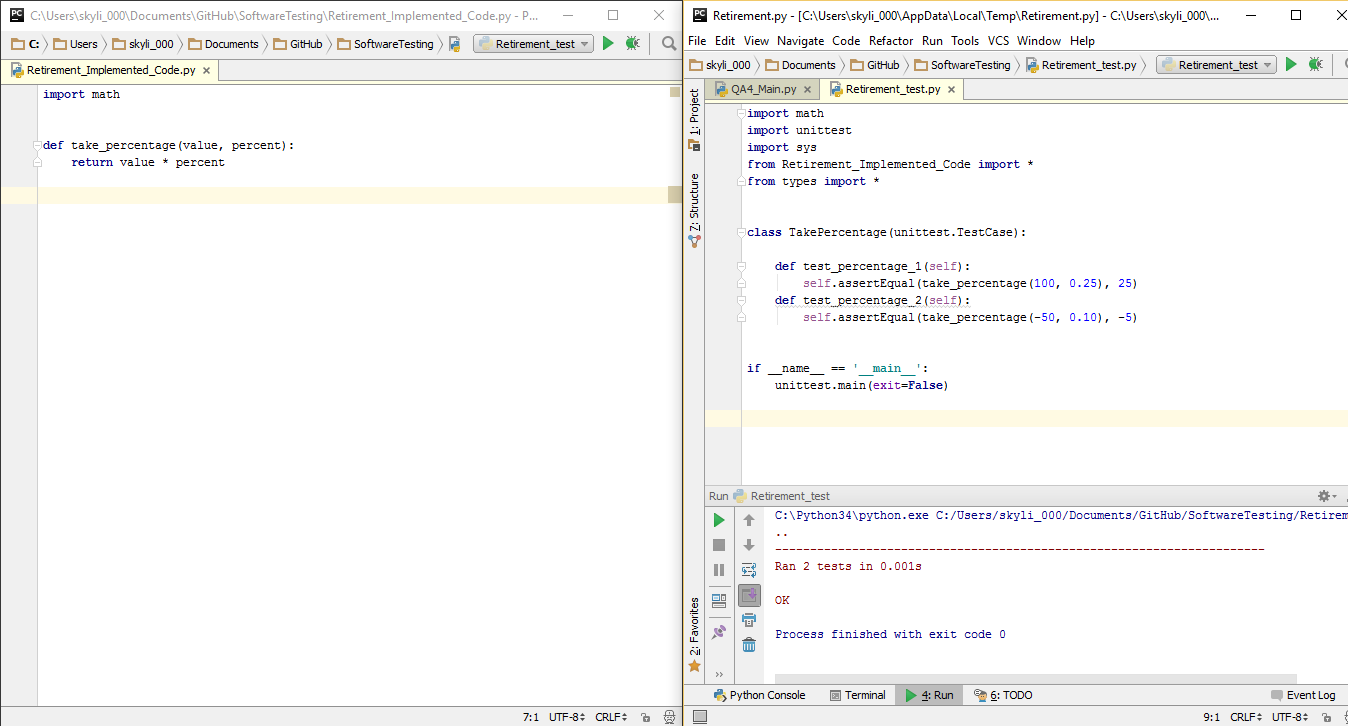 C:\Users\skyli_000\Documents\GitHub\SoftwareTesting\Retirement_Implemented_Code.py - P...
C: Users skyli_000 Documents GitHub SoftwareTesting Retirement_test
Retirement_Implemented_Code.py
import math
def take_percentage(value, percent):
return value * percent
7:1 UTF-8 CRLF
Retirement.py - [C:\Users\skyli_000\AppData\Local\Temp\Retirement.py] - C:\Users\skyli_000\...
File Edit View Navigate Code Refactor Run Tools VCS Window Help
skyli_000 Documents GitHub SoftwareTesting Retirement_test.py Retirement_test
QA4_Main.py Retirement_test.py
1: Project
7: Structure
2: Favorites
import math
import unittest
import sys
from Retirement_Implemented_Code import *
from types import *
class TakePercentage(unittest.TestCase):
def test_percentage_1(self):
self.assertEqual(take_percentage(100, 0.25), 25)
def test_percentage_2(self):
self.assertEqual(take_percentage(-50, 0.10), -5)
if __name__ == '__main__':
unittest.main(exit=False)
Run Retirement_test
C:\Python34\python.exe C:/Users/skyli_000/Documents/GitHub/SoftwareTesting/Retirem
..
----------------------------------------------------------------------
Ran 2 tests in 0.001s
OK
Process finished with exit code 0
Python Console Terminal 4: Run 6: TODO Event Log
9:1 CRLF UTF-8